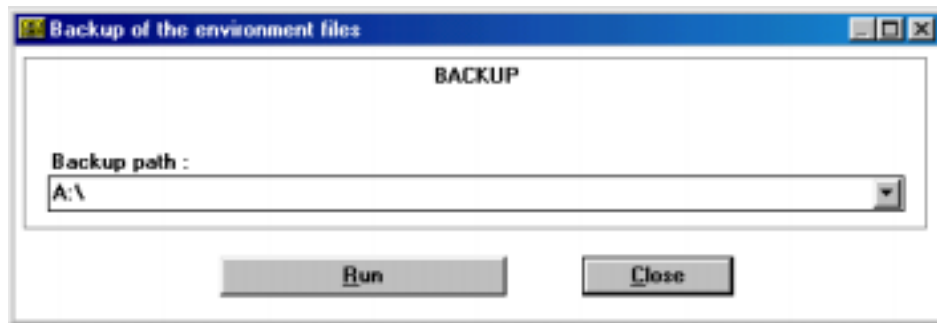 Backup of the environment files
BACKUP
Backup path :
A:\
Run
Close